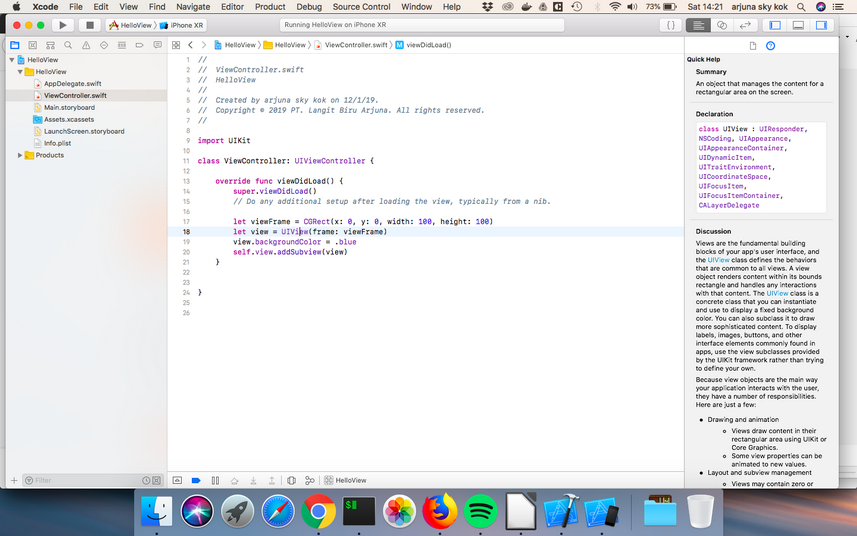 Xcode File Edit View Find Navigate Editor Product Debug Source Control Window Help 73% Sat 14:21 arjuna sky kok
HelloView iPhone XR Running HelloView on iPhone XR
HelloView HelloView ViewController.swift M viewDidLoad()
HelloView
HelloView
AppDelegate.swift
ViewController.swift
Main.storyboard
Assets.xcassets
LaunchScreen.storyboard
Info.plist
Products
1 //
2 // ViewController.swift
3 // HelloView
4 //
5 // Created by arjuna sky kok on 12/1/19.
6 // Copyright © 2019 PT. Langit Biru Arjuna. All rights reserved.
7 //
8
9 import UIKit
10
11 class ViewController: UIViewController {
12
13 override func viewDidLoad() {
14 super.viewDidLoad()
15 // Do any additional setup after loading the view, typically from a nib.
16
17 let viewFrame = CGRect(x: 0, y: 0, width: 100, height: 100)
18 let view = UIView(frame: viewFrame)
19 view.backgroundColor = .blue
20 self.view.addSubview(view)
21 }
22
23
24 }
25
26
Quick Help
Summary
An object that manages the content for a
rectangular area on the screen.
Declaration
class UIView : UIResponder,
NSCoding, UIAppearance,
UIAppearanceContainer,
UIDynamicItem,
UITraitEnvironment,
UICoordinateSpace,
UIFocusItem,
UIFocusItemContainer,
CALayerDelegate
Discussion
Views are the fundamental building
blocks of your app's user interface, and
the UIView class defines the behaviors
that are common to all views. A view
object renders content within its bounds
rectangle and handles any interactions
with that content. The UIView class is a
concrete class that you can instantiate
and use to display a fixed background
color. You can also subclass it to draw
more sophisticated content. To display
labels, images, buttons, and other
interface elements commonly found in
apps, use the view subclasses provided
by the UIKit framework rather than trying
to define your own.
Because view objects are the main way
your application interacts with the user,
they have a number of responsibilities.
Here are just a few:
• Drawing and animation
Views draw content in their
rectangular area using UIKit or
Core Graphics.
Some view properties can be
animated to new values.
• Layout and subview management
Views may contain zero or
Filter
HelloView